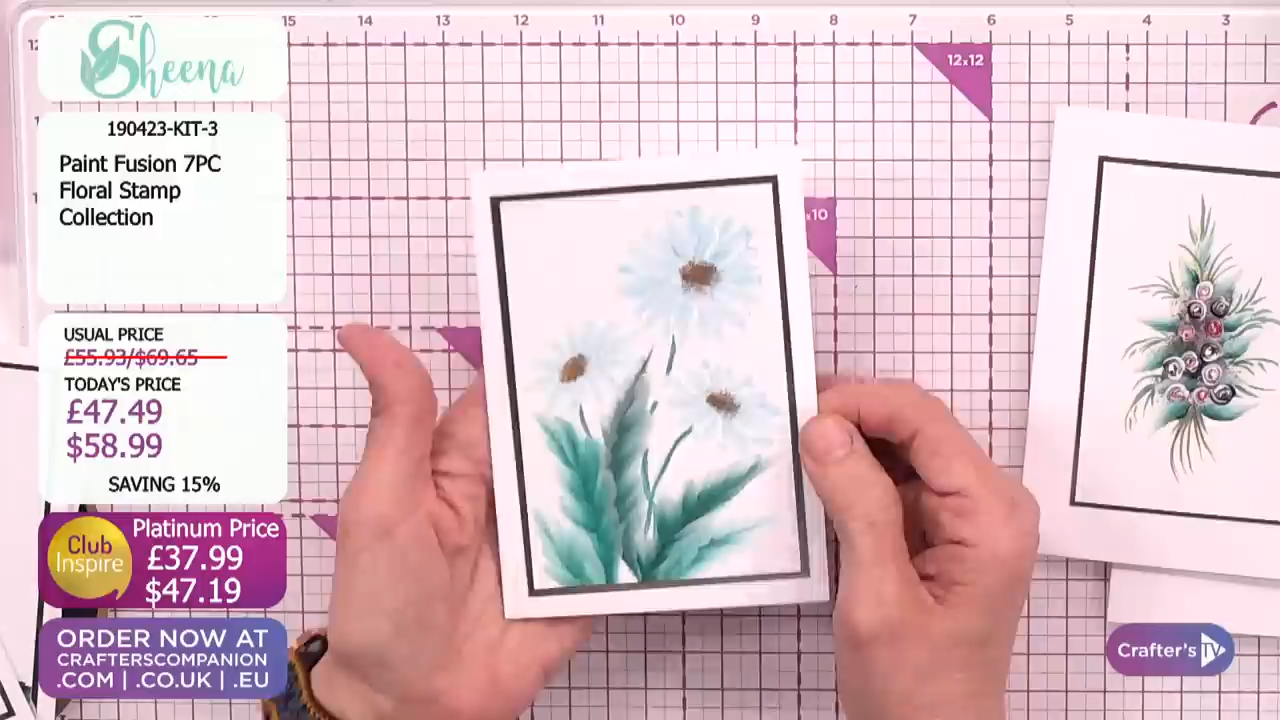 15 14 13 12 11 10 9 8 7 6 5 4 3
12
12x12
x10
Sheena
190423-KIT-3
Paint Fusion 7PC
Floral Stamp
Collection
USUAL PRICE
£55.93/$69.65
TODAY'S PRICE
£47.49
$58.99
SAVING 15%
Club
Inspire
Platinum Price
£37.99
$47.19
ORDER NOW AT
CRAFTERSCOMPANION
.COM | .CO.UK | .EU
Crafter's TV